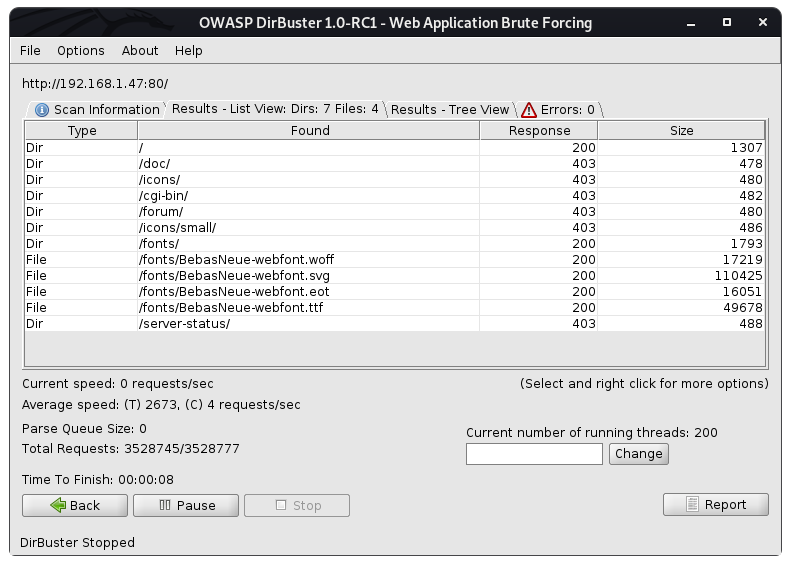 OWASP DirBuster 1.0-RC1 - Web Application Brute Forcing
File Options About Help
http://192.168.1.47:80/
Scan Information Results - List View: Dirs: 7 Files: 4 Results - Tree View Errors: 0
Type Found Response Size
Dir / 200 1307
Dir /doc/ 403 478
Dir /icons/ 403 480
Dir /cgi-bin/ 403 482
Dir /forum/ 403 480
Dir /icons/small/ 403 486
Dir /fonts/ 200 1793
File /fonts/BebasNeue-webfont.woff 200 17219
File /fonts/BebasNeue-webfont.svg 200 110425
File /fonts/BebasNeue-webfont.eot 200 16051
File /fonts/BebasNeue-webfont.ttf 200 49678
Dir /server-status/ 403 488
Current speed: 0 requests/sec (Select and right click for more options)
Average speed: (T) 2673, (C) 4 requests/sec
Parse Queue Size: 0
Current number of running threads: 200
Total Requests: 3528745/3528777
Change
Time To Finish: 00:00:08
Back Pause Stop Report
DirBuster Stopped